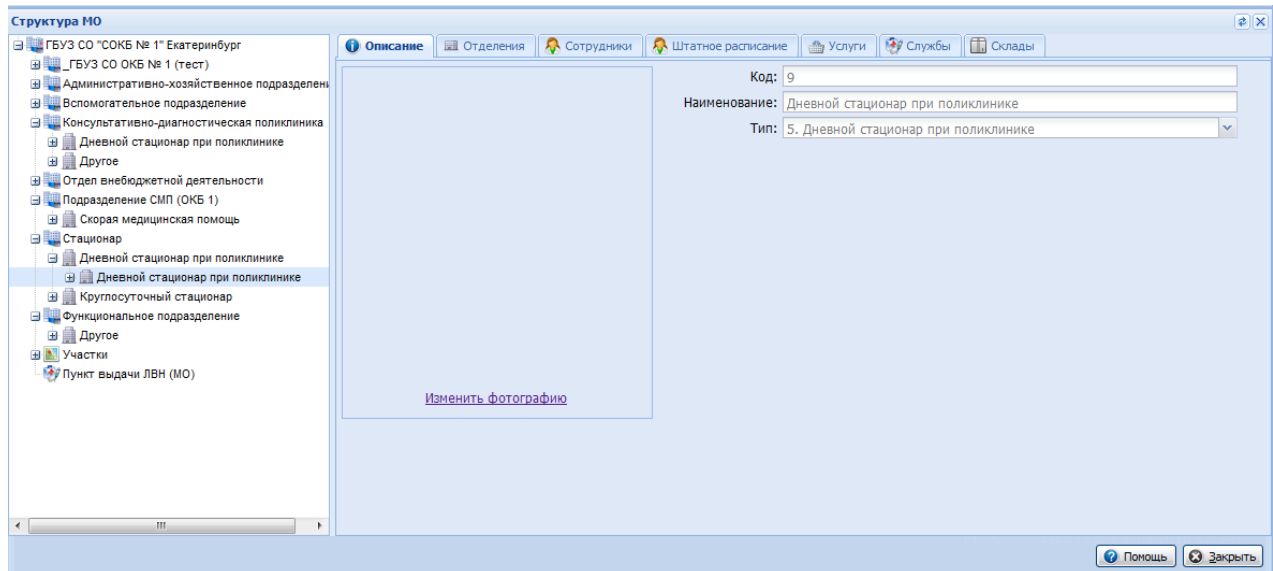 Структура МО
ГБУЗ СО "СОКБ № 1" Екатеринбург
_ГБУЗ СО ОКБ № 1 (тест)
Административно-хозяйственное подразделени
Вспомогательное подразделение
Консультативно-диагностическая поликлиника
Дневной стационар при поликлинике
Другое
Отдел внебюджетной деятельности
Подразделение СМП (ОКБ 1)
Скорая медицинская помощь
Стационар
Дневной стационар при поликлинике
Дневной стационар при поликлинике
Круглосуточный стационар
Функциональное подразделение
Другое
Участки
Пункт выдачи ЛВН (МО)
Описание Отделения Сотрудники Штатное расписание Услуги Службы Склады
Код: 9
Наименование: Дневной стационар при поликлинике
Тип: 5. Дневной стационар при поликлинике
Изменить фотографию
Помощь Закрыть